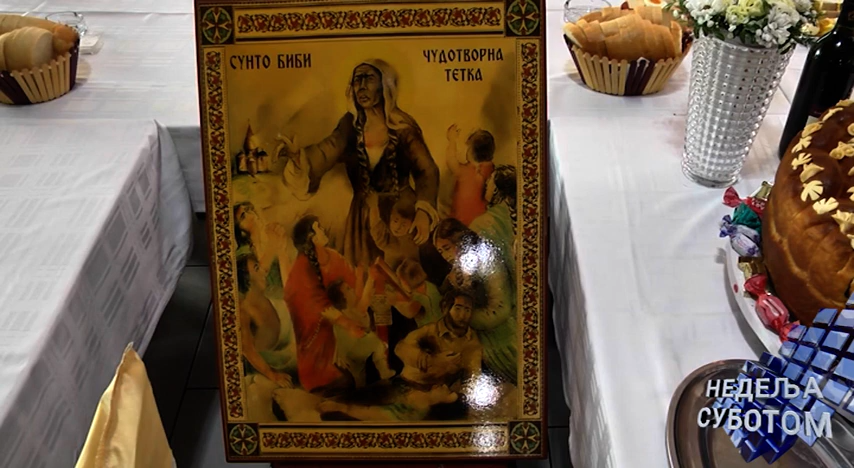 СУНТО БИБИ
ЧУДОТВОРНА
ТЕТКА
НЕДЕЉА
СУБОТОМ